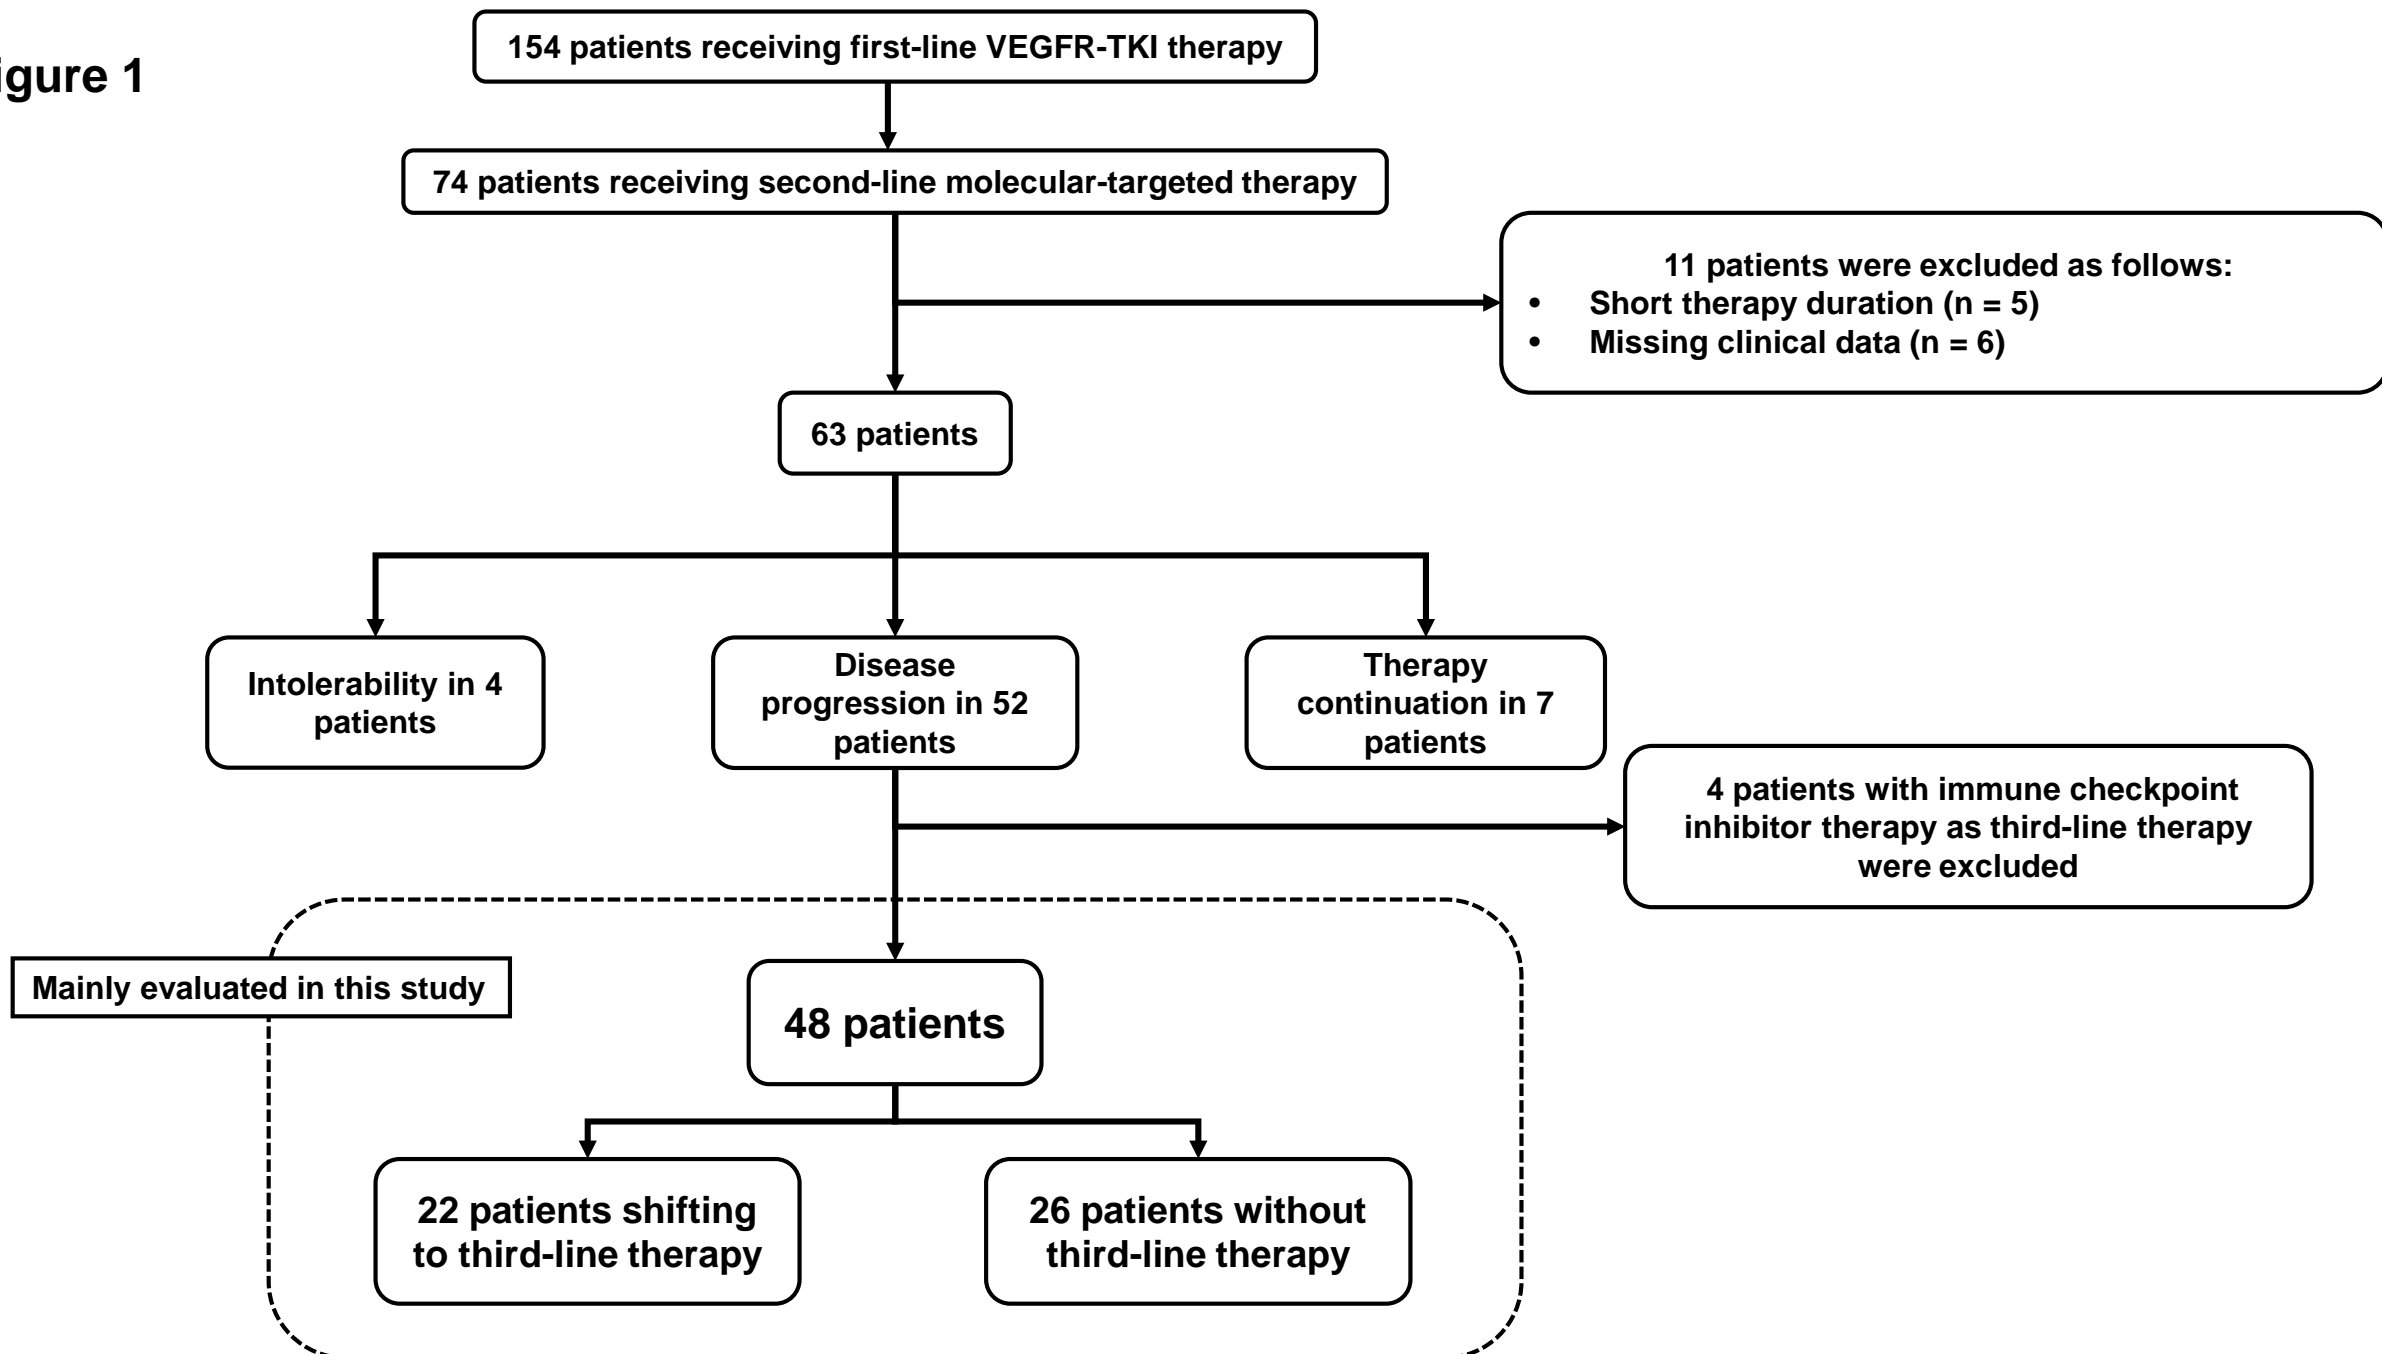 igure 1
154 patients receiving first-line VEGFR-TKI therapy
74 patients receiving second-line molecular-targeted therapy
11 patients were excluded as follows:
• Short therapy duration (n = 5)
• Missing clinical data (n = 6)
63 patients
Intolerability in 4
patients
Disease
progression in 52
patients
Therapy
continuation in 7
patients
4 patients with immune checkpoint
inhibitor therapy as third-line therapy
were excluded
Mainly evaluated in this study
48 patients
22 patients shifting
to third-line therapy
26 patients without
third-line therapy